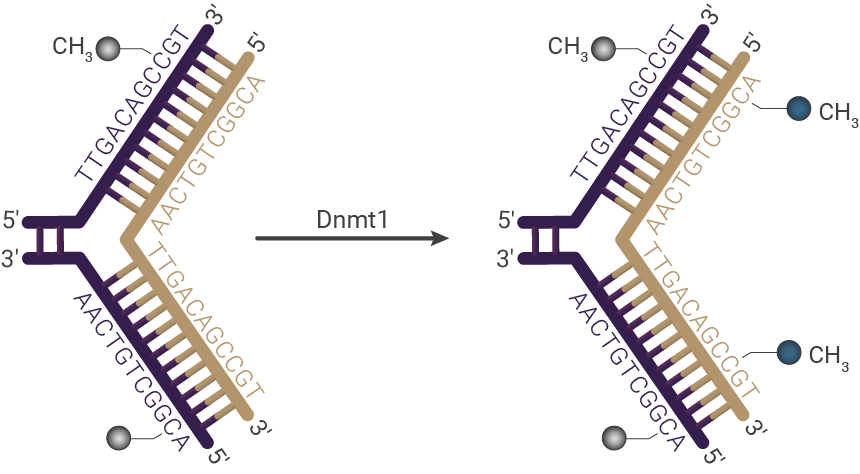 3'
5'
CH3
TTGACAGCCGT
AACTGTCGGCA
5'
3'
TTGACAGCCGT
AACTGTCGGCA
3'
5'
Dnmt1
3'
5'
CH3
CH3
TTGACAGCCGT
AACTGTCGGCA
5'
3'
TTGACAGCCGT
CH3
AACTGTCGGCA
3'
5'